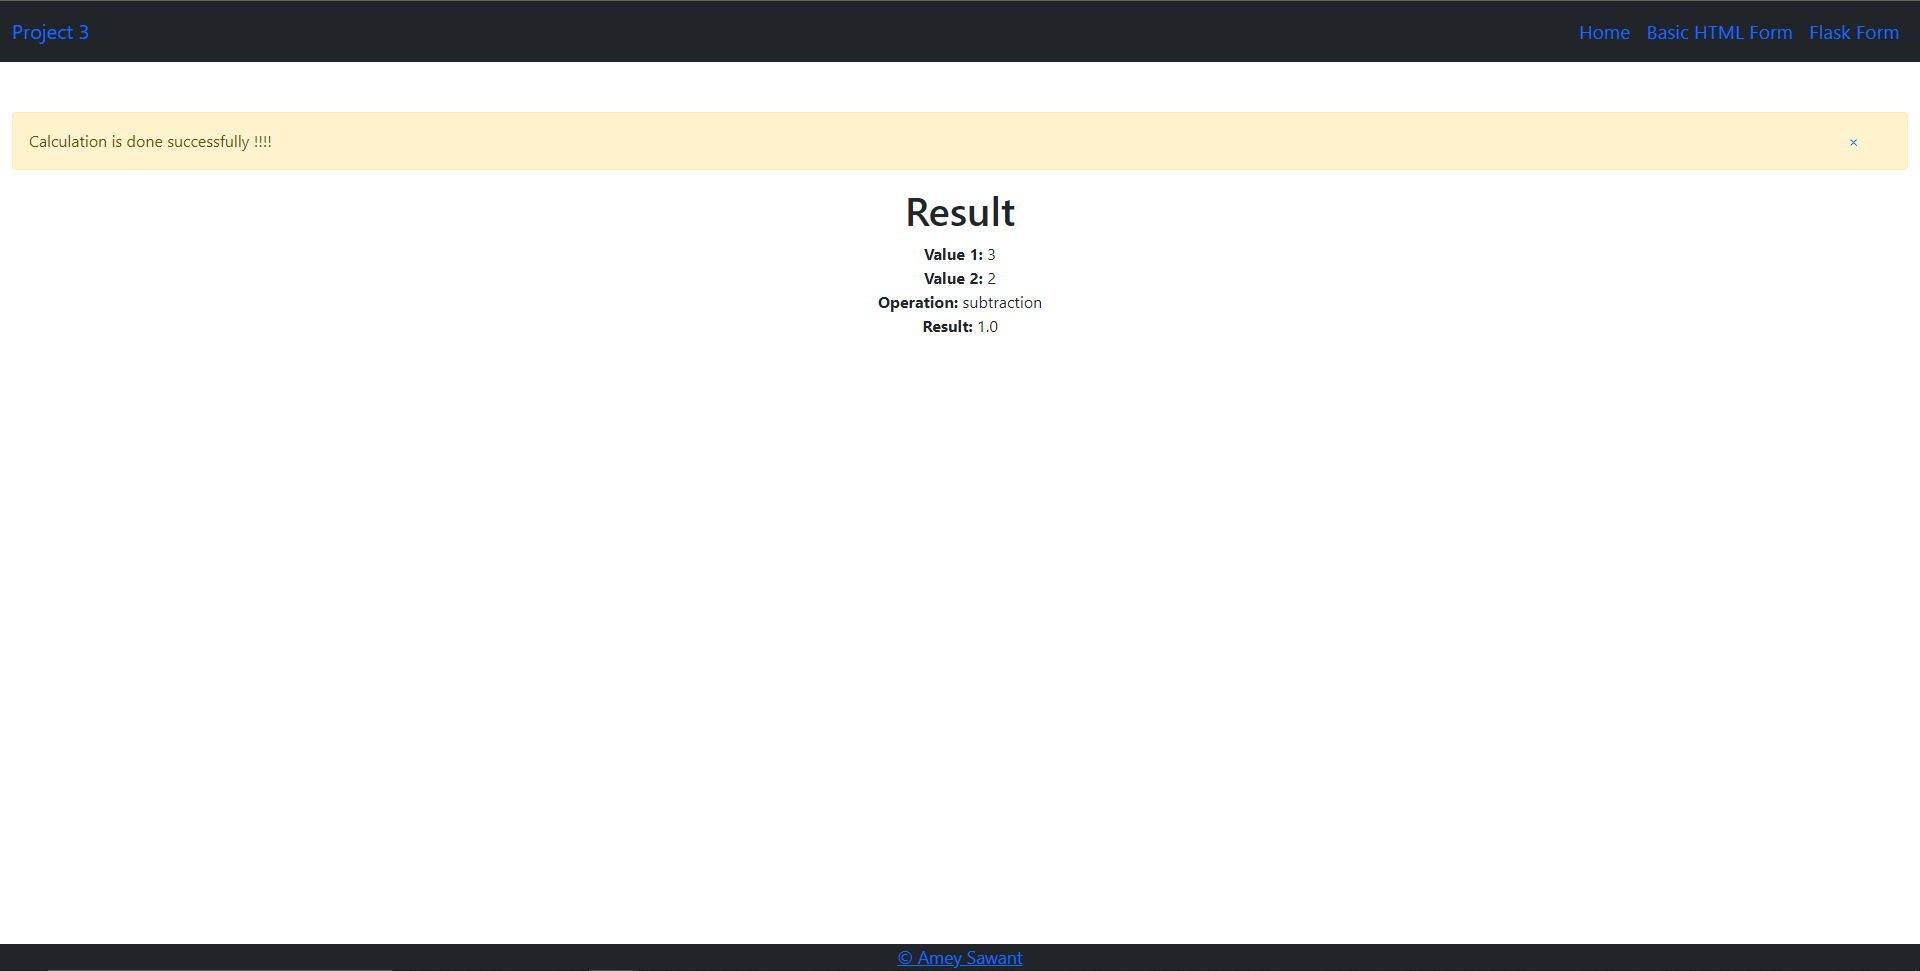 Project 3
Home Basic HTML Form Flask Form
Calculation is done successfully !!!! ×
Result
Value 1: 3
Value 2: 2
Operation: subtraction
Result: 1.0
© Amey Sawant